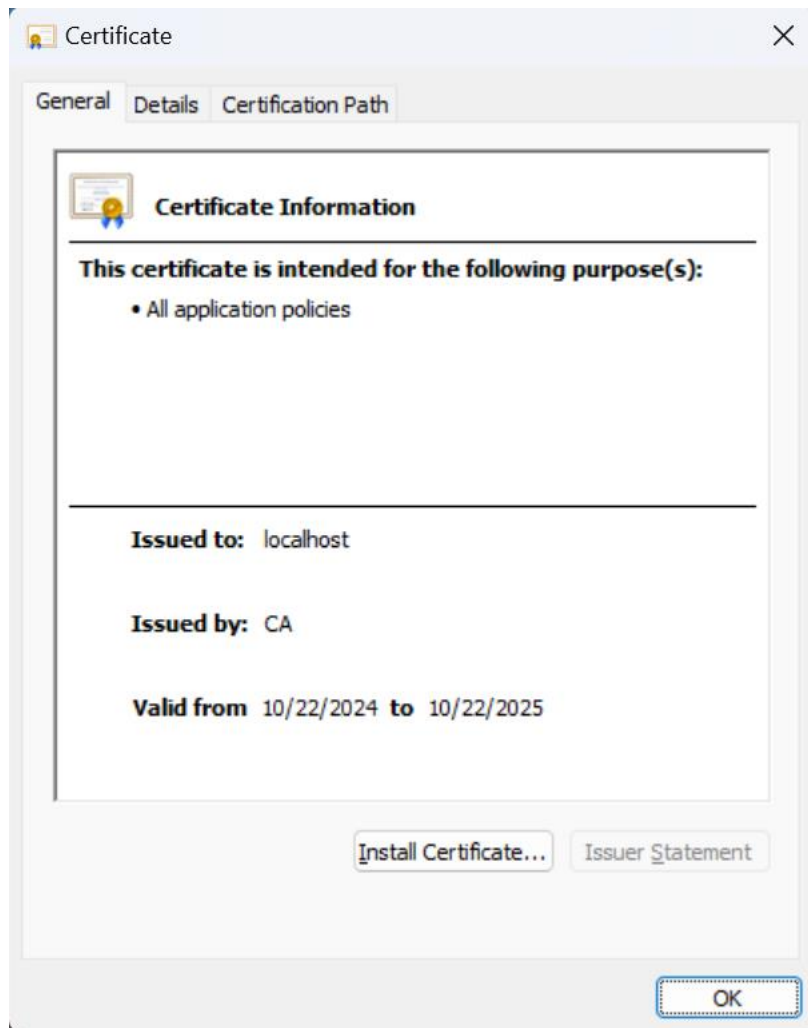 Certificate
General Details Certification Path
Certificate Information
This certificate is intended for the following purpose(s):
• All application policies
Issued to: localhost
Issued by: CA
Valid from 10/22/2024 to 10/22/2025
Install Certificate... Issuer Statement
OK